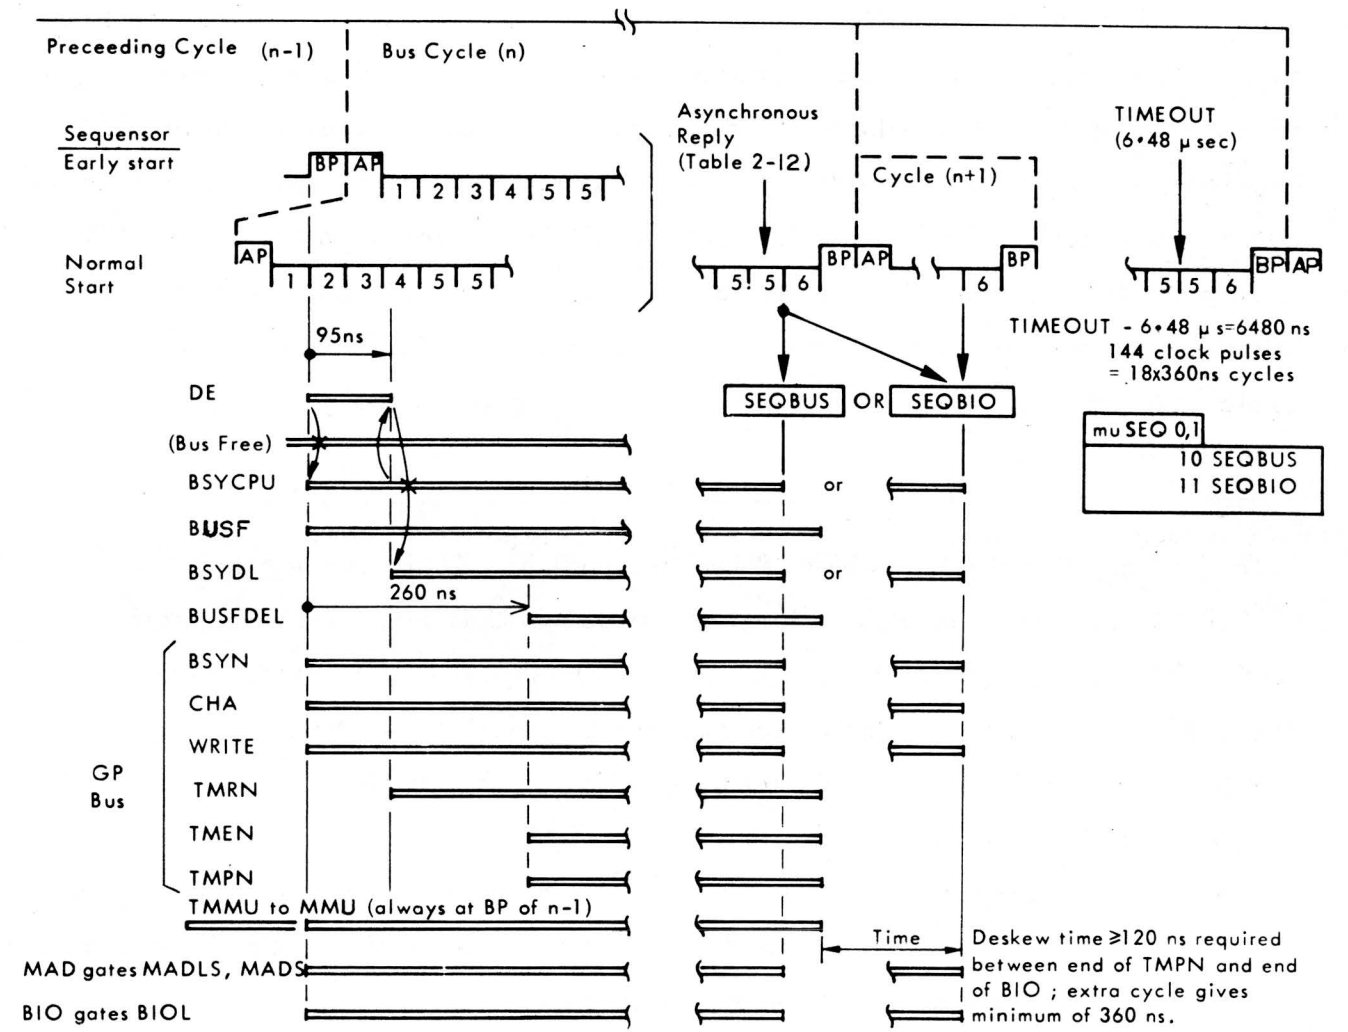 Preceeding Cycle (n-1)
Bus Cycle (n)
Sequensor
Early start
BP AP
1 2 3 4 5 5
Asynchronous
Reply
(Table 2-12)
Cycle (n+1)
TIMEOUT
(6•48 µ sec)
Normal
Start
AP
1 2 3 4 5 5
5 5 6 BP AP
6 BP
5 5 6 BP AP
TIMEOUT - 6•48 µ s=6480 ns
144 clock pulses
= 18x360ns cycles
95ns
DE
SEQBUS OR SEQBIO
mu SEQ 0,1
10 SEQBUS
11 SEQBIO
(Bus Free)
BSYCPU
or
BUSF
BSYDL
or
260 ns
BUSFDEL
GP
Bus
BSYN
CHA
WRITE
TMRN
TMEN
TMPN
TMMU to MMU (always at BP of n-1)
Time
MAD gates MADLS, MADS
BIO gates BIOL
Deskew time ≥120 ns required
between end of TMPN and end
of BIO ; extra cycle gives
minimum of 360 ns.